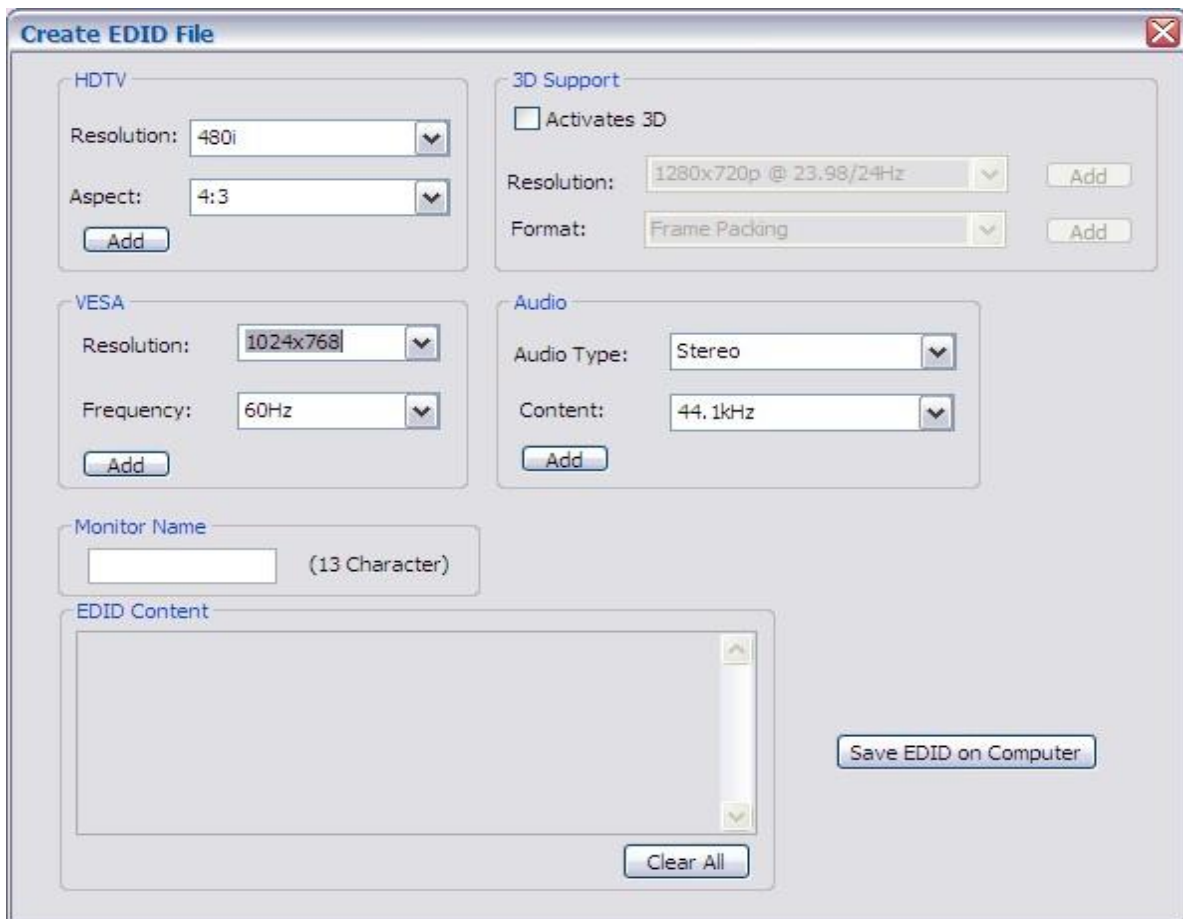 Create EDID File
HDTV
Resolution: 480i
Aspect: 4:3
Add
3D Support
Activates 3D
Resolution: 1280x720p @ 23.98/24Hz Add
Format: Frame Packing Add
VESA
Resolution: 1024x768
Frequency: 60Hz
Add
Audio
Audio Type: Stereo
Content: 44.1kHz
Add
Monitor Name
(13 Character)
EDID Content
Save EDID on Computer
Clear All